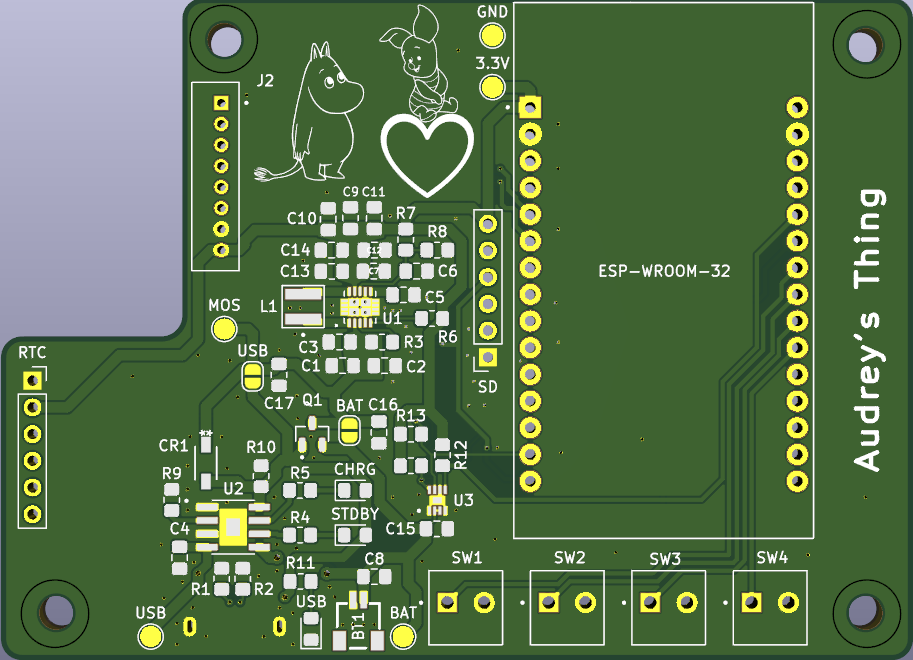 GND
3.3V
J2
C9 C11
C10
R7
R8
C14
C13
C6
C5
L1
U1
MOS
R6
C3
R3
C1
C2
RTC
USB
C17
SD
ESP-WROOM-32
Audrey's Thing
Q1
BAT
C16
R13
R12
CR1
**
R10
R9
U2
R5
CHRG
U3
C4
R4
STDBY
C15
R1
R2
R11
C8
USB
USB
BT1
BAT
SW1
SW2
SW3
SW4